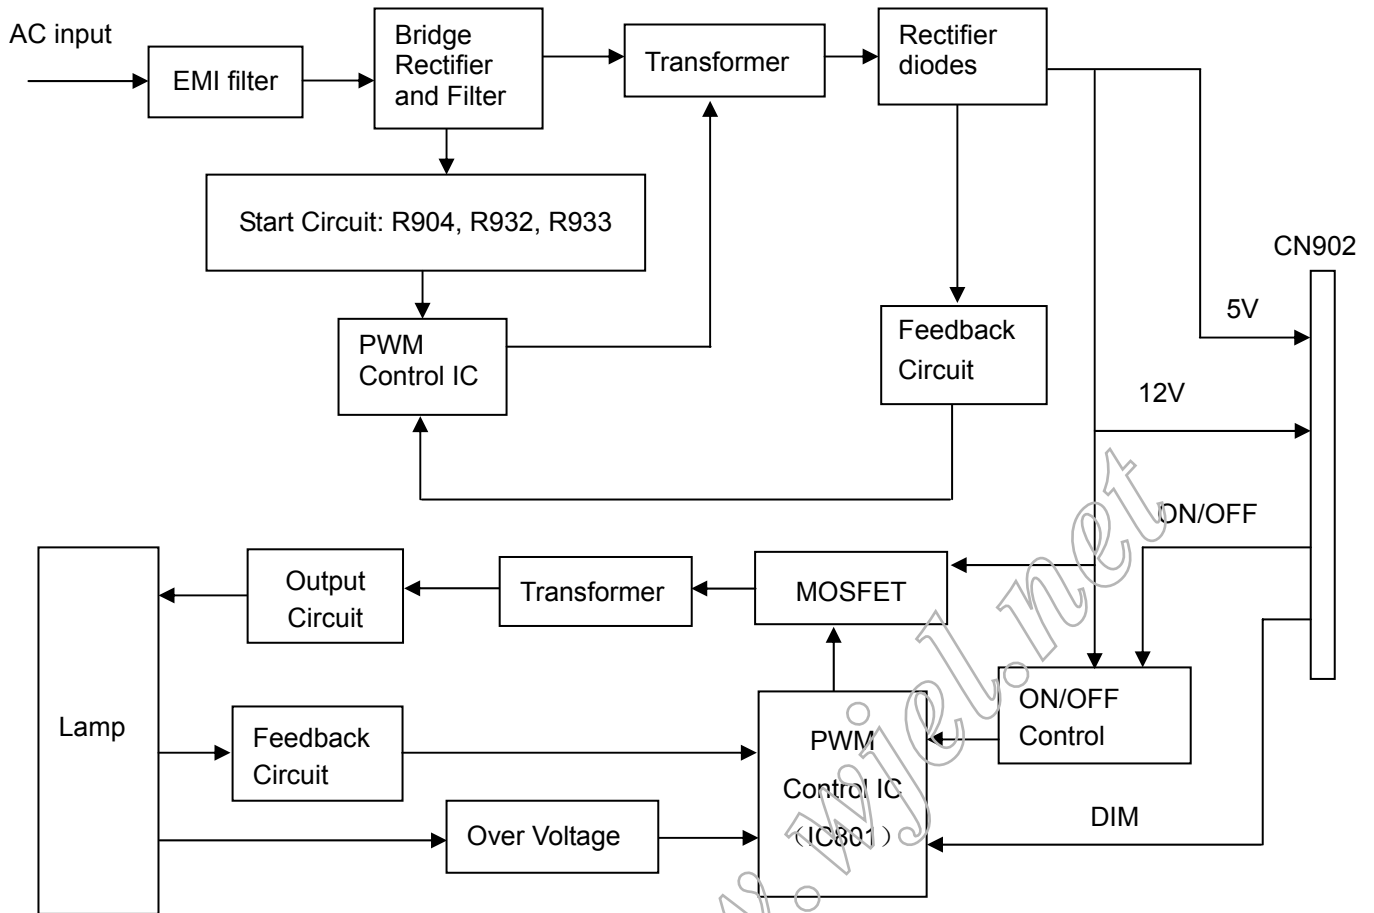 AC input
EMI filter
Bridge
Rectifier
and Filter
Transformer
Rectifier
diodes
Start Circuit: R904, R932, R933
CN902
PWM
Control IC
Feedback
Circuit
5V
12V
ON/OFF
Output
Circuit
Transformer
MOSFET
Lamp
Feedback
Circuit
PWM
Control IC
（IC801）
ON/OFF
Control
Over Voltage
DIM
w.wjel.net